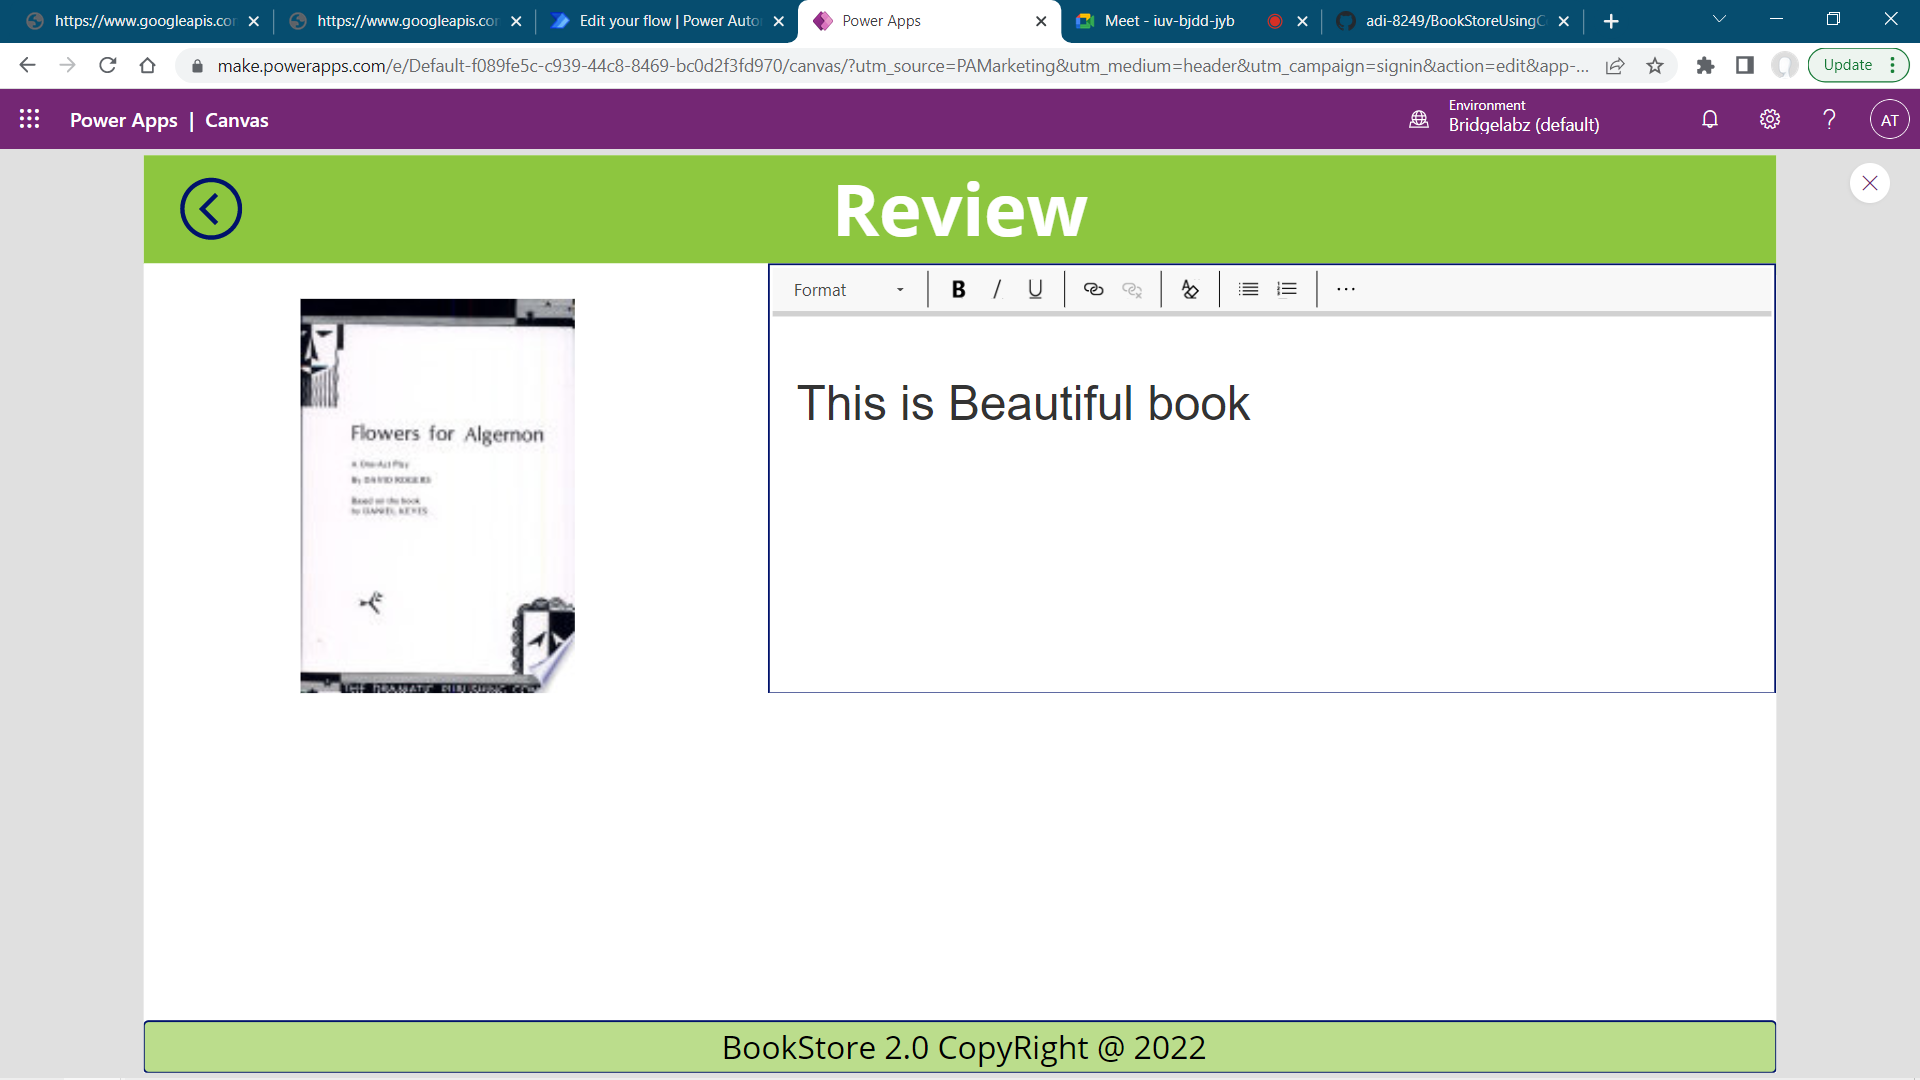 https://www.googleapis.cor
https://www.googleapis.cor
Edit your flow | Power Auto
Power Apps
Meet - iuv-bjdd-jyb
adi-8249/BookStoreUsingC
make.powerapps.com/e/Default-f089fe5c-c939-44c8-8469-bc0d2f3fd970/canvas/?utm_source=PAMarketing&utm_medium=header&utm_campaign=signin&action=edit&app-...
Update
Power Apps | Canvas
Environment
Bridgelabz (default)
AT
Review
Format
B I U
This is Beautiful book
Flowers for Algernon
A One-Act Play
By DAVID ROGERS
Based on the book
by DANIEL KEYES
BookStore 2.0 CopyRight @ 2022